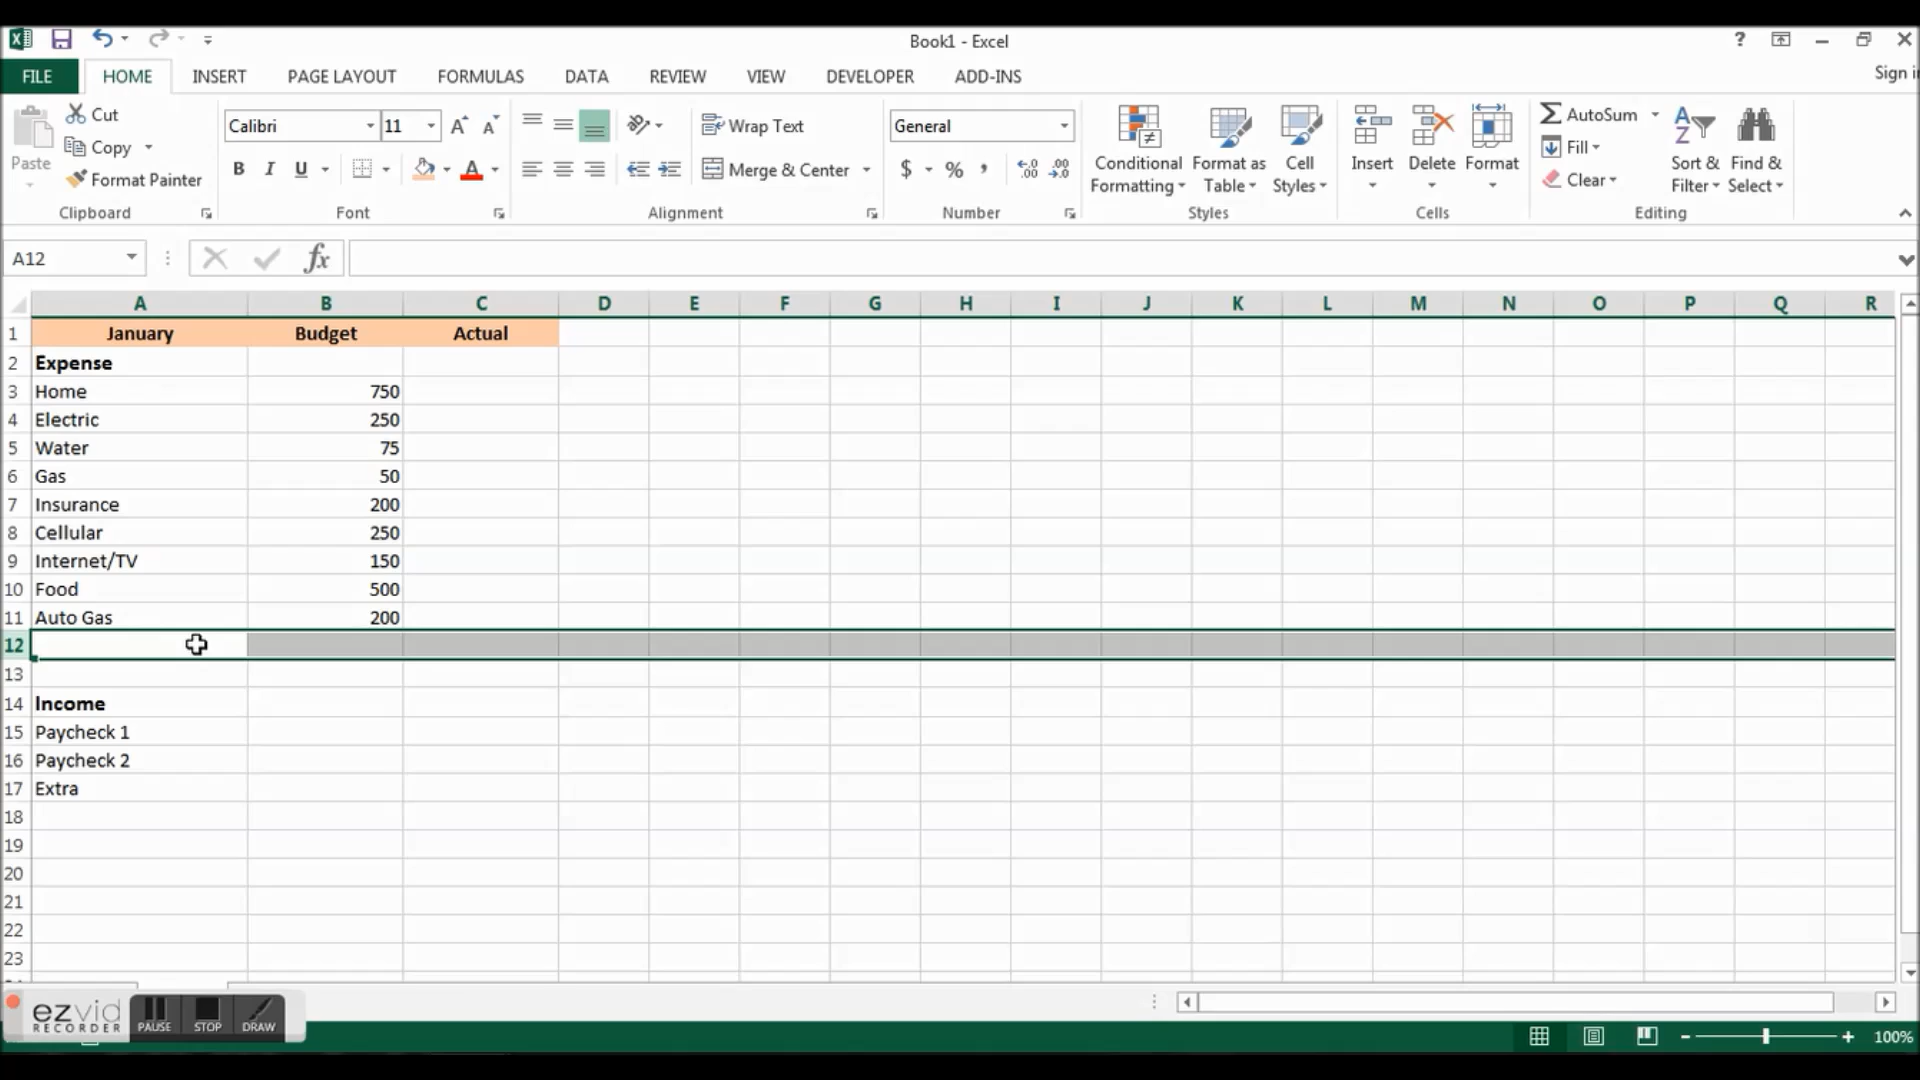 Book1 - Excel
?
Sign in
FILE HOME INSERT PAGE LAYOUT FORMULAS DATA REVIEW VIEW DEVELOPER ADD-INS
Paste
Cut
Copy
Format Painter
Clipboard
Calibri 11
B I U
Font
Wrap Text
Merge & Center
Alignment
General
$ % ,
Number
Conditional Formatting
Format as Table
Cell Styles
Styles
Insert Delete Format
Cells
AutoSum
Fill
Clear
Sort & Filter
Find & Select
Editing
A12 fx
A B C D E F G H I J K L M N O P Q R
1 January Budget Actual
2 Expense
3 Home 750
4 Electric 250
5 Water 75
6 Gas 50
7 Insurance 200
8 Cellular 250
9 Internet/TV 150
10 Food 500
11 Auto Gas 200
12
13
14 Income
15 Paycheck 1
16 Paycheck 2
17 Extra
18
19
20
21
22
23
ezvid
RECORDER
PAUSE STOP DRAW
100%